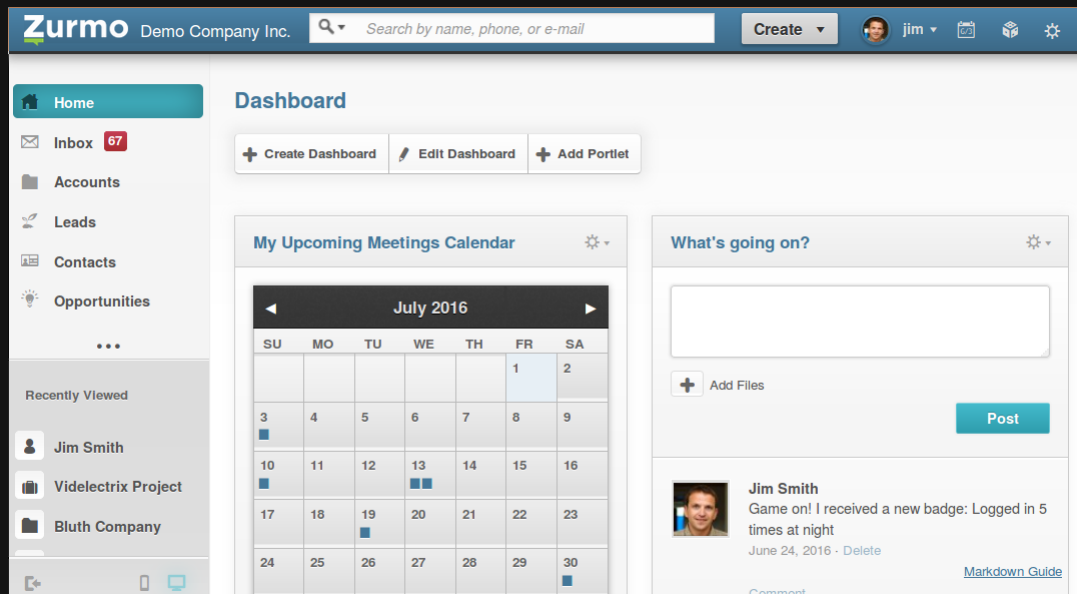 Zurmo Demo Company Inc. Search by name, phone, or e-mail Create jim
Home
Inbox 67
Accounts
Leads
Contacts
Opportunities
Recently Viewed
Jim Smith
Videlectrix Project
Bluth Company
Dashboard
Create Dashboard Edit Dashboard Add Portlet
My Upcoming Meetings Calendar
July 2016
SU MO TU WE TH FR SA
1 2
3 4 5 6 7 8 9
10 11 12 13 14 15 16
17 18 19 20 21 22 23
24 25 26 27 28 29 30
What's going on?
Add Files
Post
Jim Smith
Game on! I received a new badge: Logged in 5
times at night
June 24, 2016 · Delete
Markdown Guide
Comment